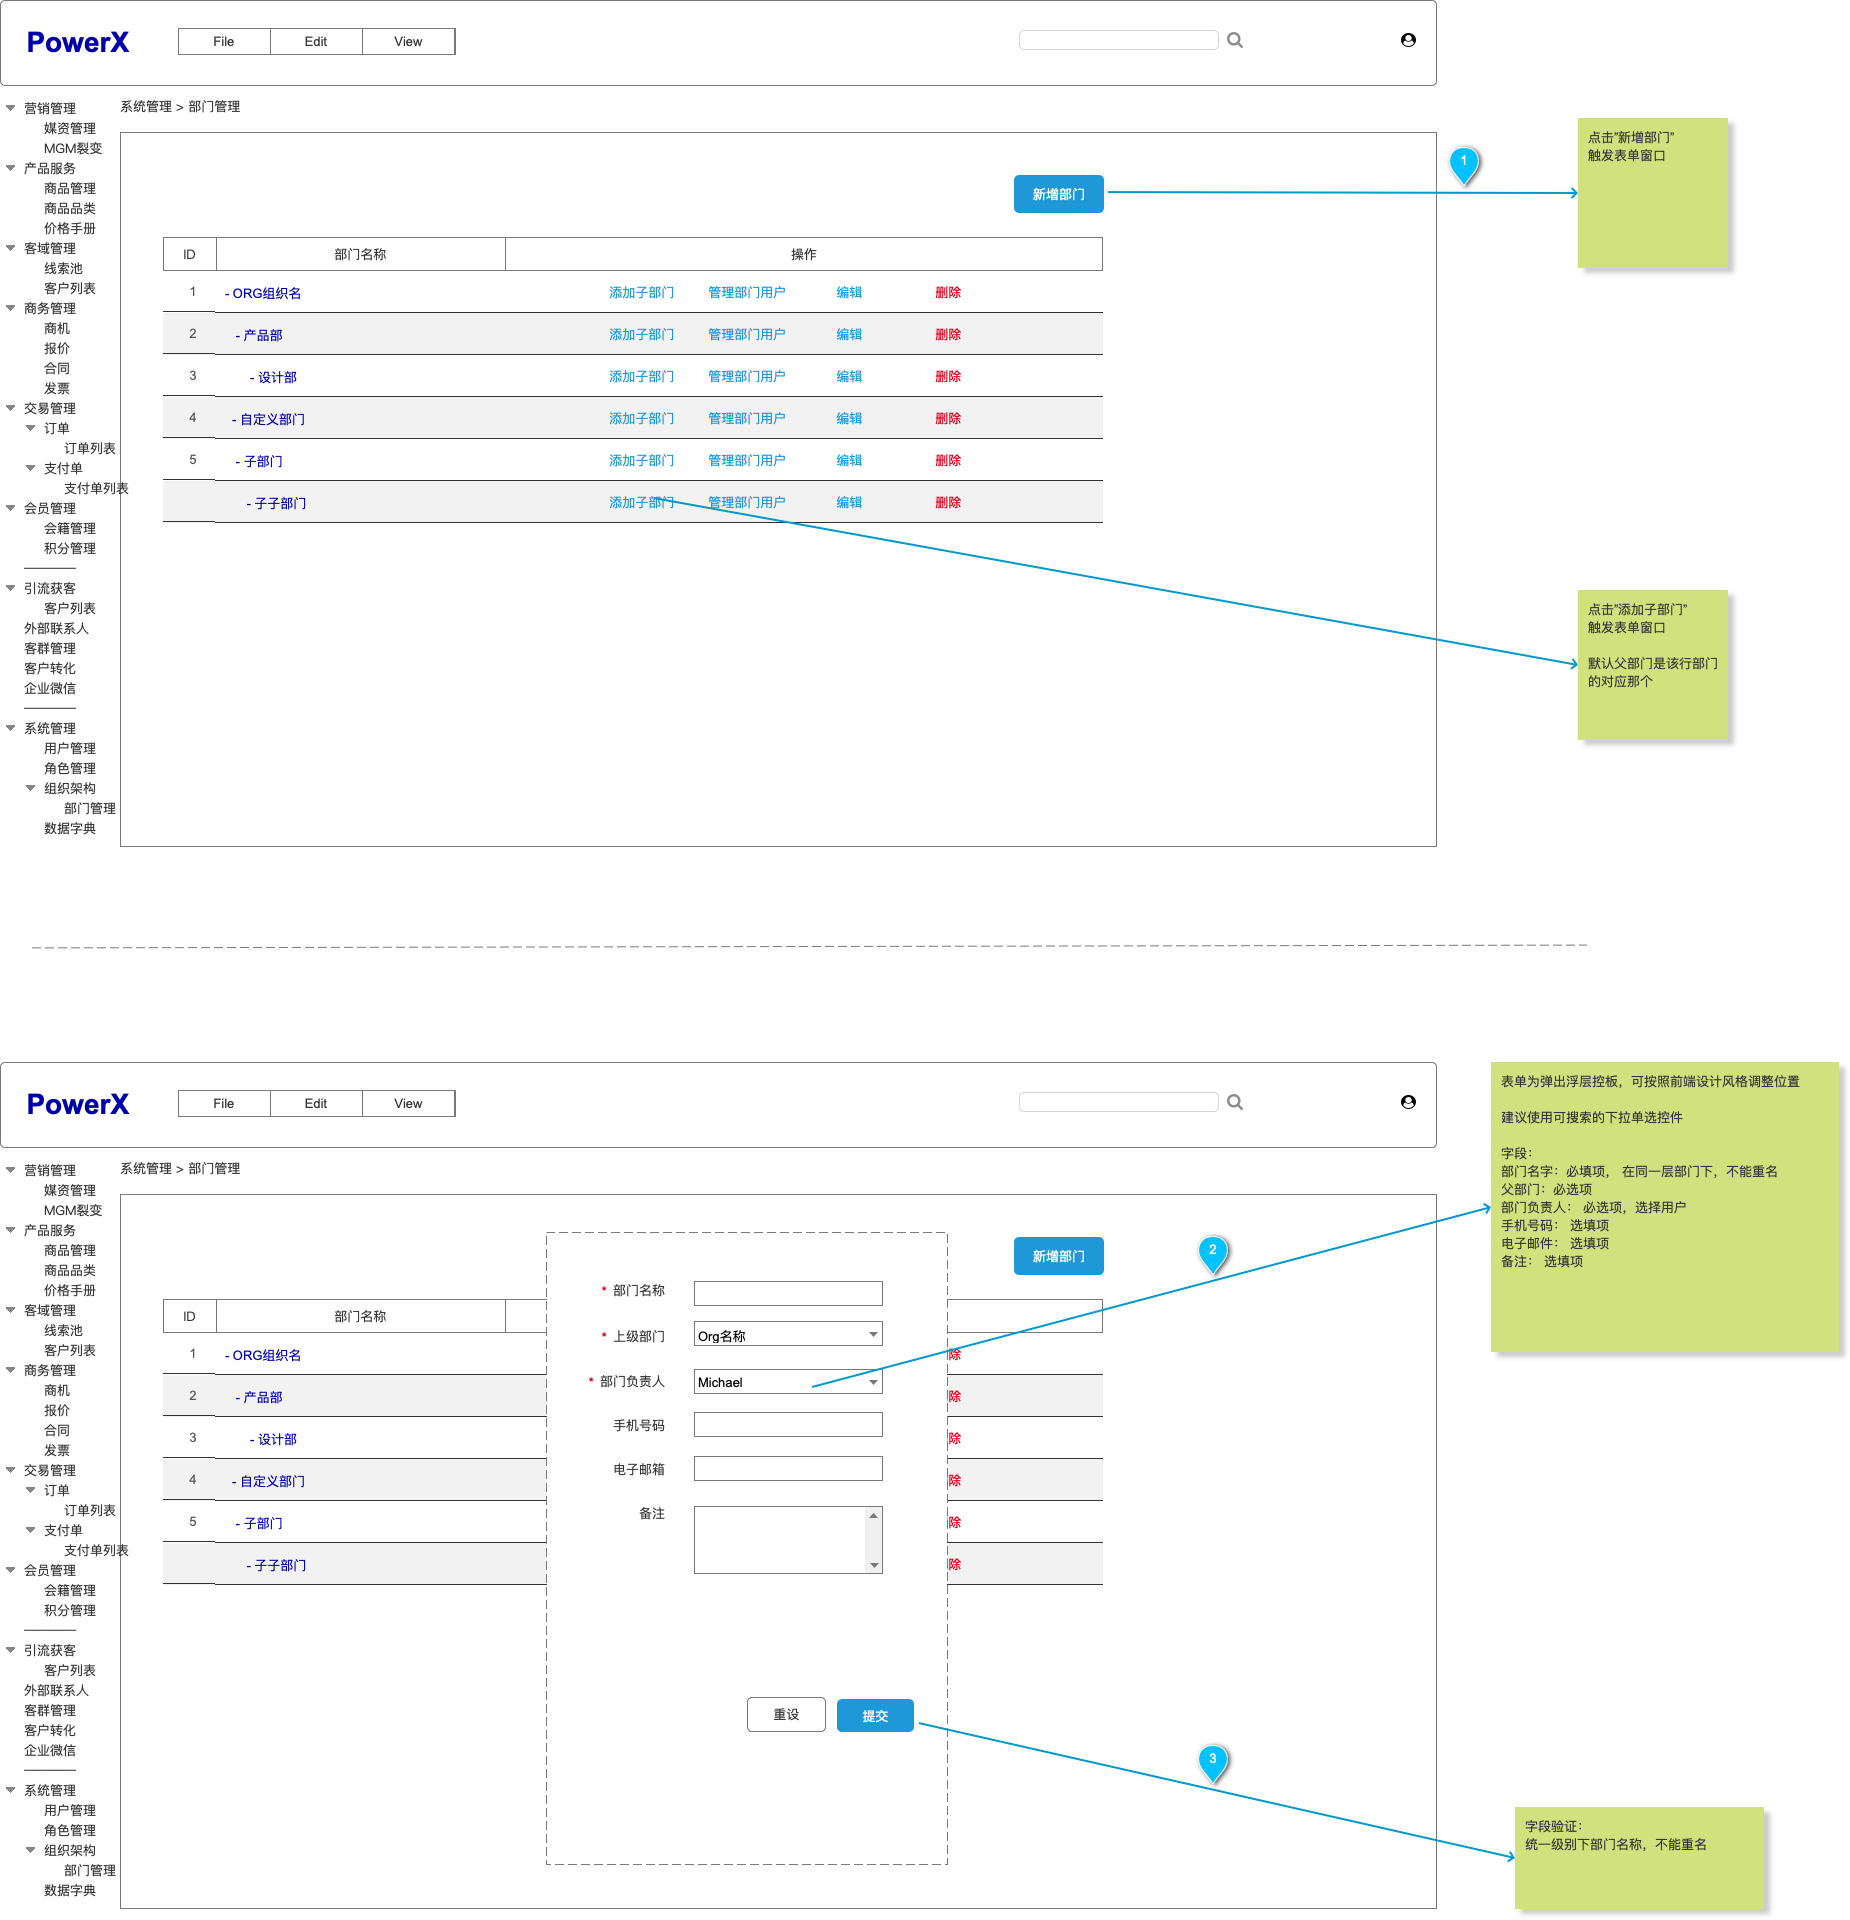 PowerX
File Edit View
营销管理
媒资管理
MGM裂变
产品服务
商品管理
商品品类
价格手册
客域管理
线索池
客户列表
商务管理
商机
报价
合同
发票
交易管理
订单
订单列表
支付单
支付单列表
会员管理
会籍管理
积分管理
引流获客
客户列表
外部联系人
客群管理
客户转化
企业微信
系统管理
用户管理
角色管理
组织架构
部门管理
数据字典
系统管理 > 部门管理
新增部门
ID 部门名称 操作
1 - ORG组织名 添加子部门 管理部门用户 编辑 删除
2 - 产品部 添加子部门 管理部门用户 编辑 删除
3 - 设计部 添加子部门 管理部门用户 编辑 删除
4 - 自定义部门 添加子部门 管理部门用户 编辑 删除
5 - 子部门 添加子部门 管理部门用户 编辑 删除
- 子子部门 添加子部门 管理部门用户 编辑 删除
1
点击”新增部门”
触发表单窗口
点击”添加子部门”
触发表单窗口
默认父部门是该行部门
的对应那个
PowerX
File Edit View
营销管理
媒资管理
MGM裂变
产品服务
商品管理
商品品类
价格手册
客域管理
线索池
客户列表
商务管理
商机
报价
合同
发票
交易管理
订单
订单列表
支付单
支付单列表
会员管理
会籍管理
积分管理
引流获客
客户列表
外部联系人
客群管理
客户转化
企业微信
系统管理
用户管理
角色管理
组织架构
部门管理
数据字典
系统管理 > 部门管理
新增部门
ID 部门名称
1 - ORG组织名 除
2 - 产品部 除
3 - 设计部 除
4 - 自定义部门 除
5 - 子部门 除
- 子子部门 除
* 部门名称
* 上级部门 Org名称
* 部门负责人 Michael
手机号码
电子邮箱
备注
重设 提交
2
表单为弹出浮层控板，可按照前端设计风格调整位置
建议使用可搜索的下拉单选控件
字段：
部门名字：必填项， 在同一层部门下，不能重名
父部门：必选项
部门负责人： 必选项，选择用户
手机号码： 选填项
电子邮件： 选填项
备注： 选填项
3
字段验证：
统一级别下部门名称，不能重名